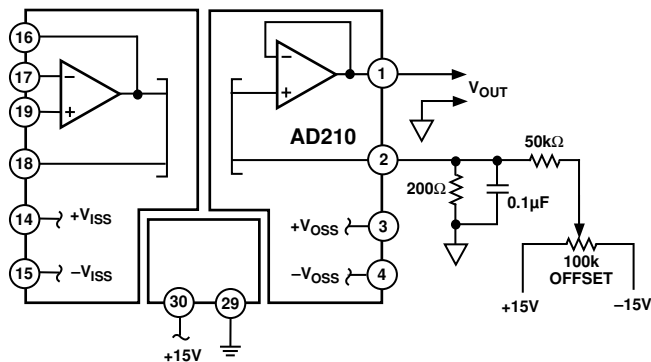 16
17
19
18
14
+VISS
15
−VISS
30
29
+15V
−
+
−
+
AD210
1
VOUT
2
3
+VOSS
4
−VOSS
200Ω
0.1µF
50kΩ
100k
OFFSET
+15V
−15V